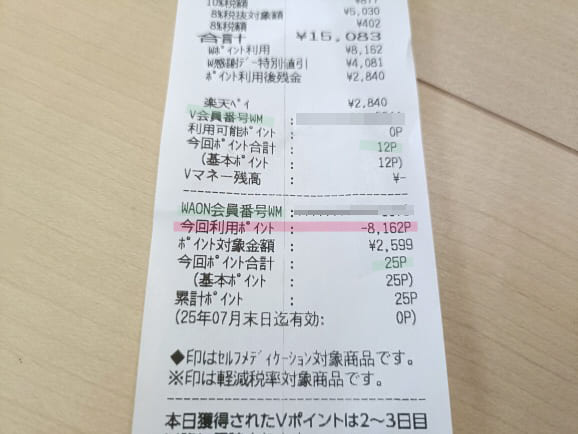 10%税額 ¥877
8%税抜対象額 ¥5,030
8%税額 ¥402
合計 ¥15,083
Wポイント利用 ¥8,162
W感謝デー特別値引 ¥4,081
ポイント利用後残金 ¥2,840
楽天ペイ ¥2,840
V会員番号WM :
利用可能ポイント : 0P
今回ポイント合計 : 12P
(基本ポイント : 12P)
Vマネー残高 : ¥-
WAON会員番号WM :
今回利用ポイント : -8,162P
ポイント対象金額 : ¥2,599
今回ポイント合計 : 25P
(基本ポイント : 25P)
累計ポイント : 25P
(25年07月末日迄有効: 0P)
◆印はセルフメディケーション対象商品です。
※印は軽減税率対象商品です。
本日獲得されたVポイントは2～3日目